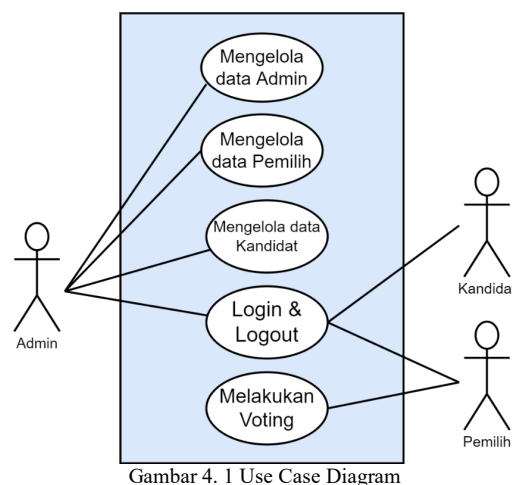 Mengelola
data Admin
Mengelola
data Pemilih
Mengelola data
Kandidat
Login &
Logout
Melakukan
Voting
Admin
Kandida
Pemilih
Gambar 4. 1 Use Case Diagram